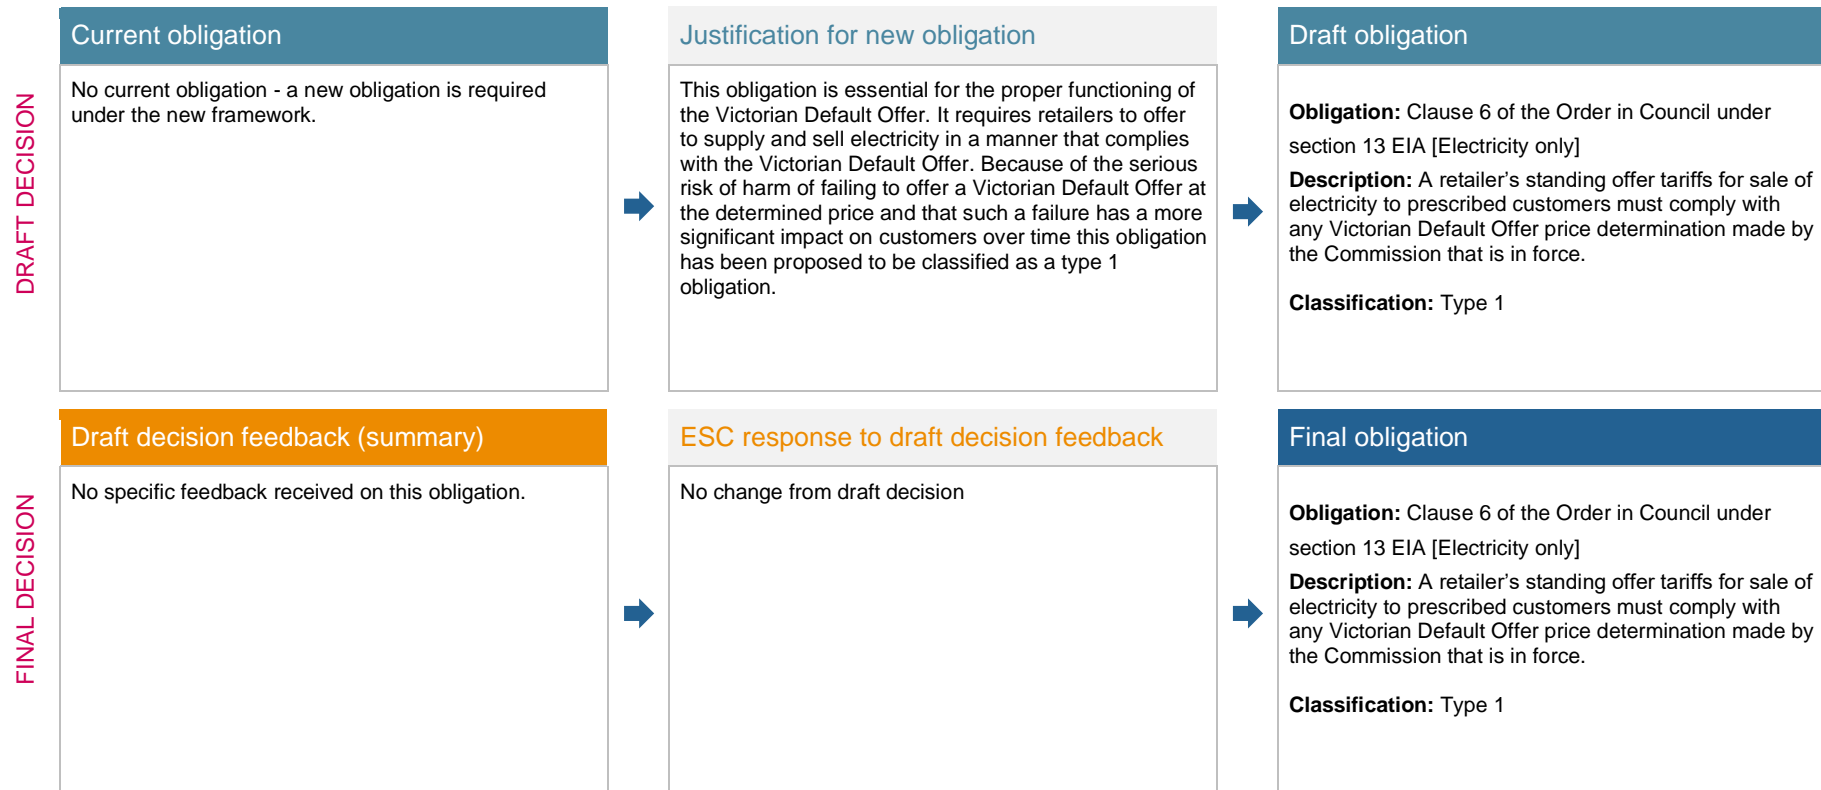 DRAFT DECISION
Current obligation
No current obligation - a new obligation is required
under the new framework.
Justification for new obligation
This obligation is essential for the proper functioning of
the Victorian Default Offer. It requires retailers to offer
to supply and sell electricity in a manner that complies
with the Victorian Default Offer. Because of the serious
risk of harm of failing to offer a Victorian Default Offer at
the determined price and that such a failure has a more
significant impact on customers over time this obligation
has been proposed to be classified as a type 1
obligation.
Draft obligation
Obligation: Clause 6 of the Order in Council under
section 13 EIA [Electricity only]
Description: A retailer’s standing offer tariffs for sale of
electricity to prescribed customers must comply with
any Victorian Default Offer price determination made by
the Commission that is in force.
Classification: Type 1
FINAL DECISION
Draft decision feedback (summary)
No specific feedback received on this obligation.
ESC response to draft decision feedback
No change from draft decision
Final obligation
Obligation: Clause 6 of the Order in Council under
section 13 EIA [Electricity only]
Description: A retailer’s standing offer tariffs for sale of
electricity to prescribed customers must comply with
any Victorian Default Offer price determination made by
the Commission that is in force.
Classification: Type 1